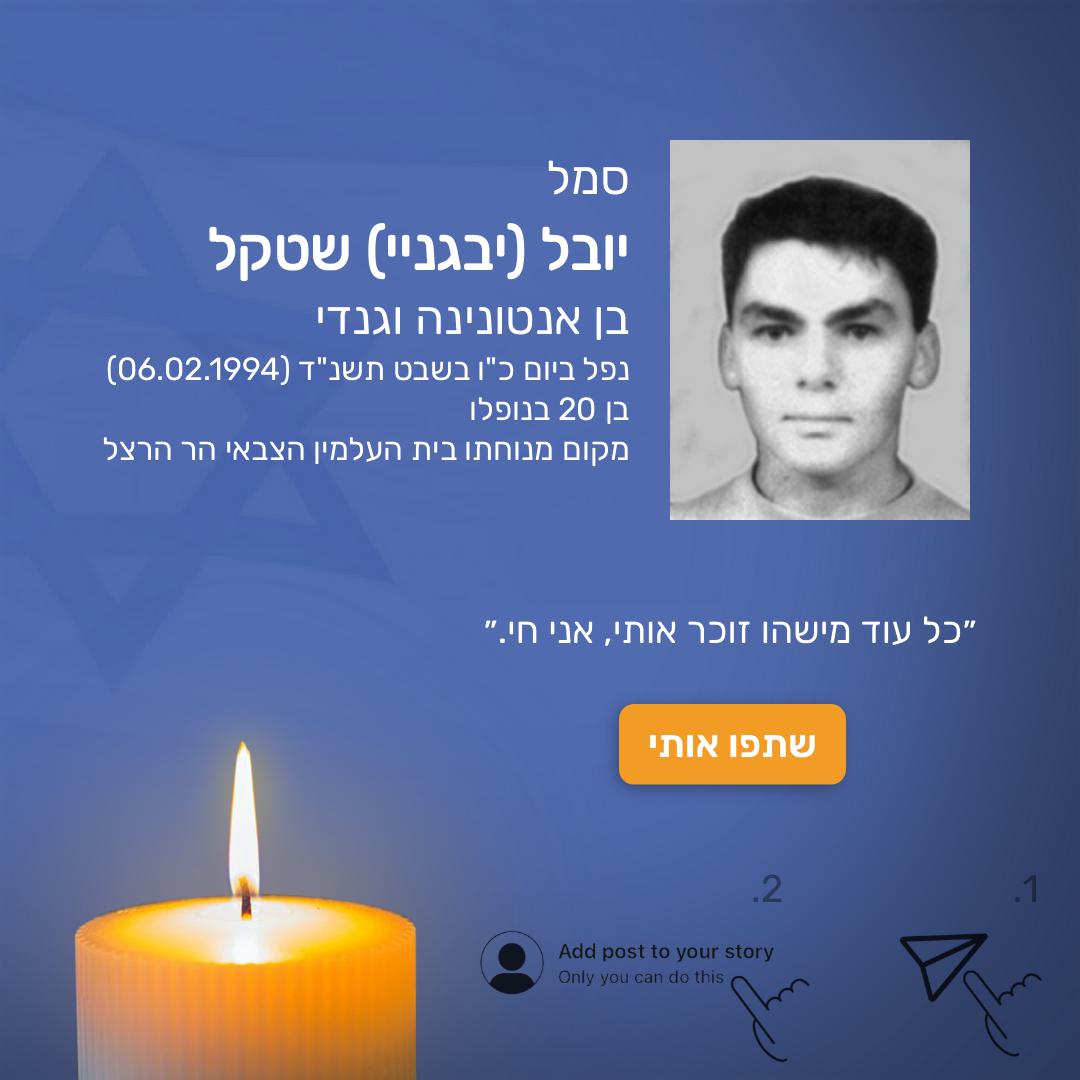 סמל
יובל (יבגניי) שטקל
בן אנטונינה וגנדי
נפל ביום כ"ו בשבט תשנ"ד (06.02.1994)
בן 20 בנופלו
מקום מנוחתו בית העלמין הצבאי הר הרצל
״כל עוד מישהו זוכר אותי, אני חי.״
שתפו אותי
1.
2.
Add post to your story
Only you can do this